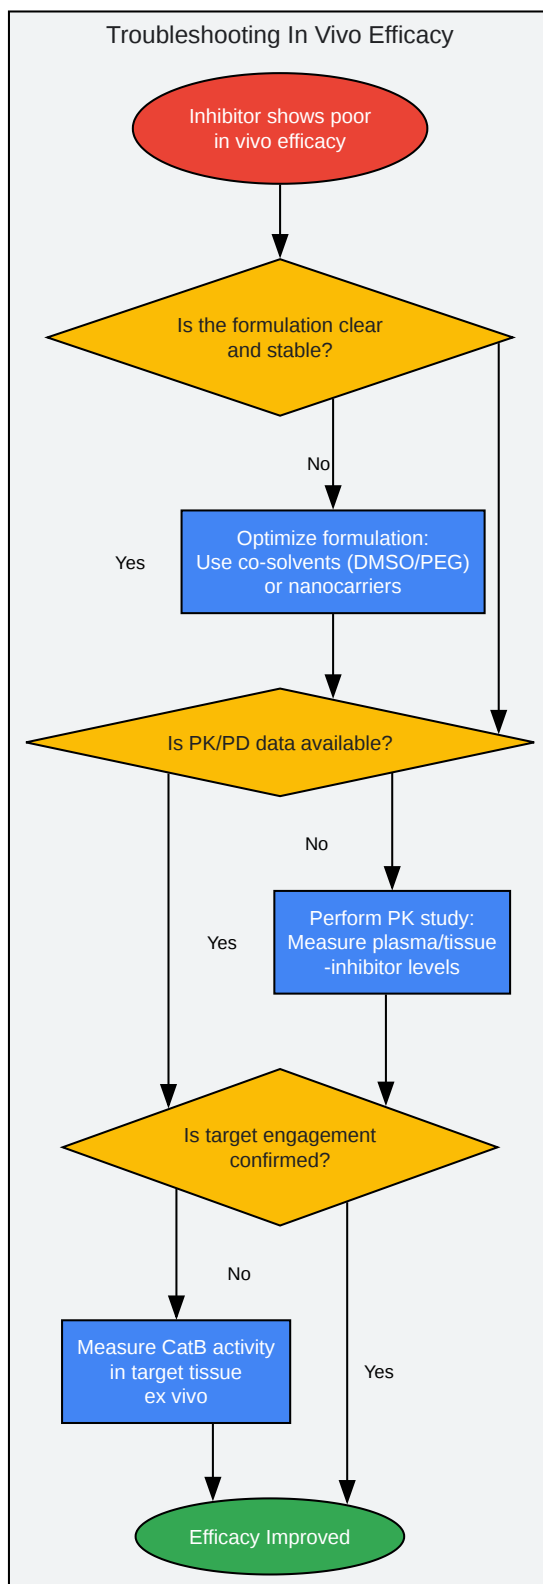 Troubleshooting In Vivo Efficacy
Inhibitor shows poor
in vivo efficacy
Is the formulation clear
and stable?
No
Optimize formulation:
Use co-solvents (DMSO/PEG)
or nanocarriers
Yes
Is PK/PD data available?
No
Perform PK study:
Measure plasma/tissue
-inhibitor levels
Yes
Is target engagement
confirmed?
No
Measure CatB activity
in target tissue
ex vivo
Yes
Efficacy Improved